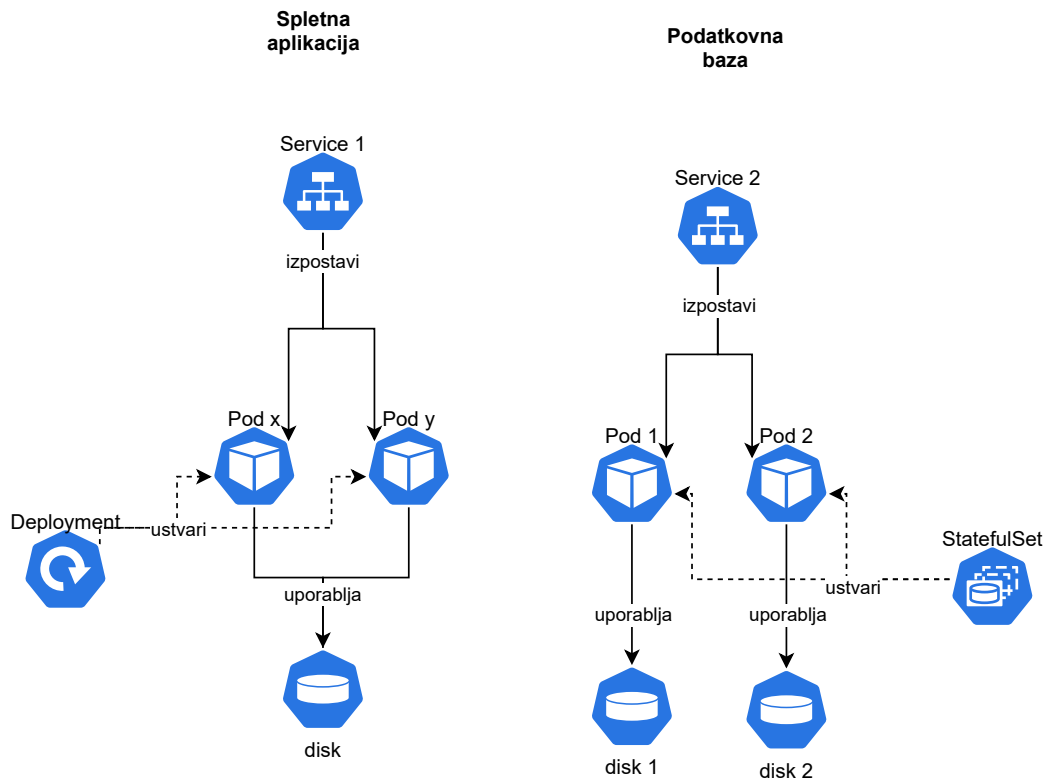 Spletna
aplikacija
Podatkovna
baza
Service 1
izpostavi
Service 2
izpostavi
Pod x
Pod y
Pod 1
Pod 2
Deployment
ustvari
StatefulSet
ustvari
uporablja
uporablja
uporablja
disk
disk 1
disk 2